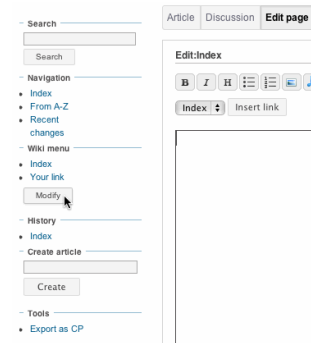 Search
Search
Navigation
Index
From A-Z
Recent
changes
Wiki menu
Index
Your link
Modify
History
Index
Create article
Create
Tools
Export as CP
Article Discussion Edit page
Edit:Index
B I H
Index Insert link